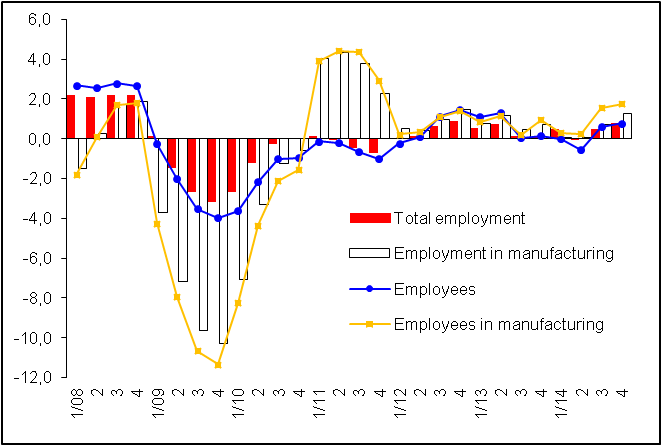 6,0
4,0
2,0
0,0
-2,0
-4,0
-6,0
-8,0
-10,0
-12,0
Total employment
Employment in manufacturing
Employees
Employees in manufacturing
1/08 2 3 4 1/09 2 3 4 1/10 2 3 4 1/11 2 3 4 1/12 2 3 4 1/13 2 3 4 1/14 2 3 4